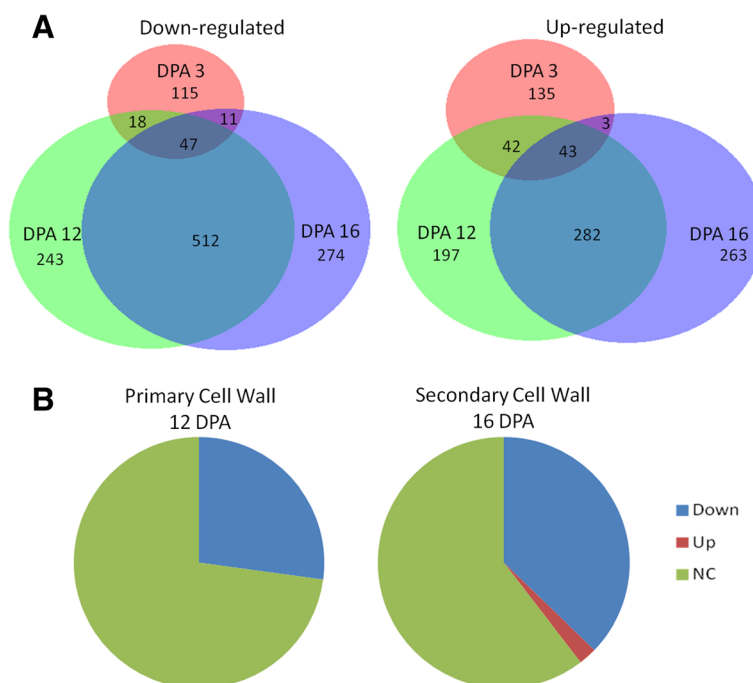 A
Down-regulated
DPA 3
115
18
11
47
DPA 12
243
512
DPA 16
274
Up-regulated
DPA 3
135
42
3
43
DPA 12
197
282
DPA 16
263
B
Primary Cell Wall
12 DPA
Secondary Cell Wall
16 DPA
Down
Up
NC